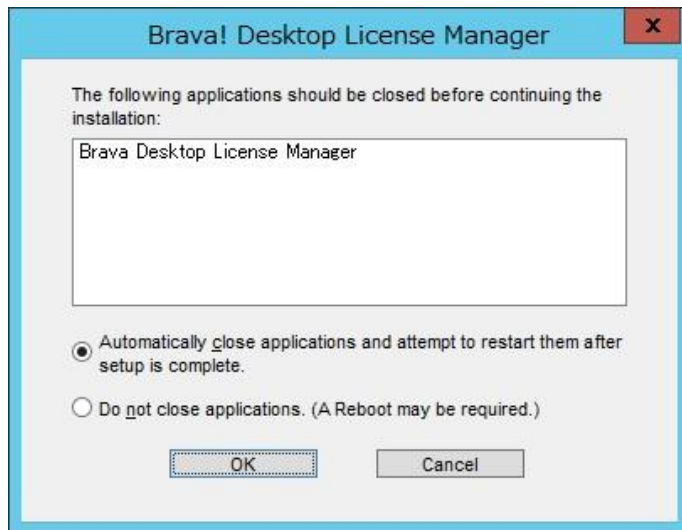 Brava! Desktop License Manager
x
The following applications should be closed before continuing the
installation:
Brava Desktop License Manager
Automatically close applications and attempt to restart them after
setup is complete.
Do not close applications. (A Reboot may be required.)
OK
Cancel